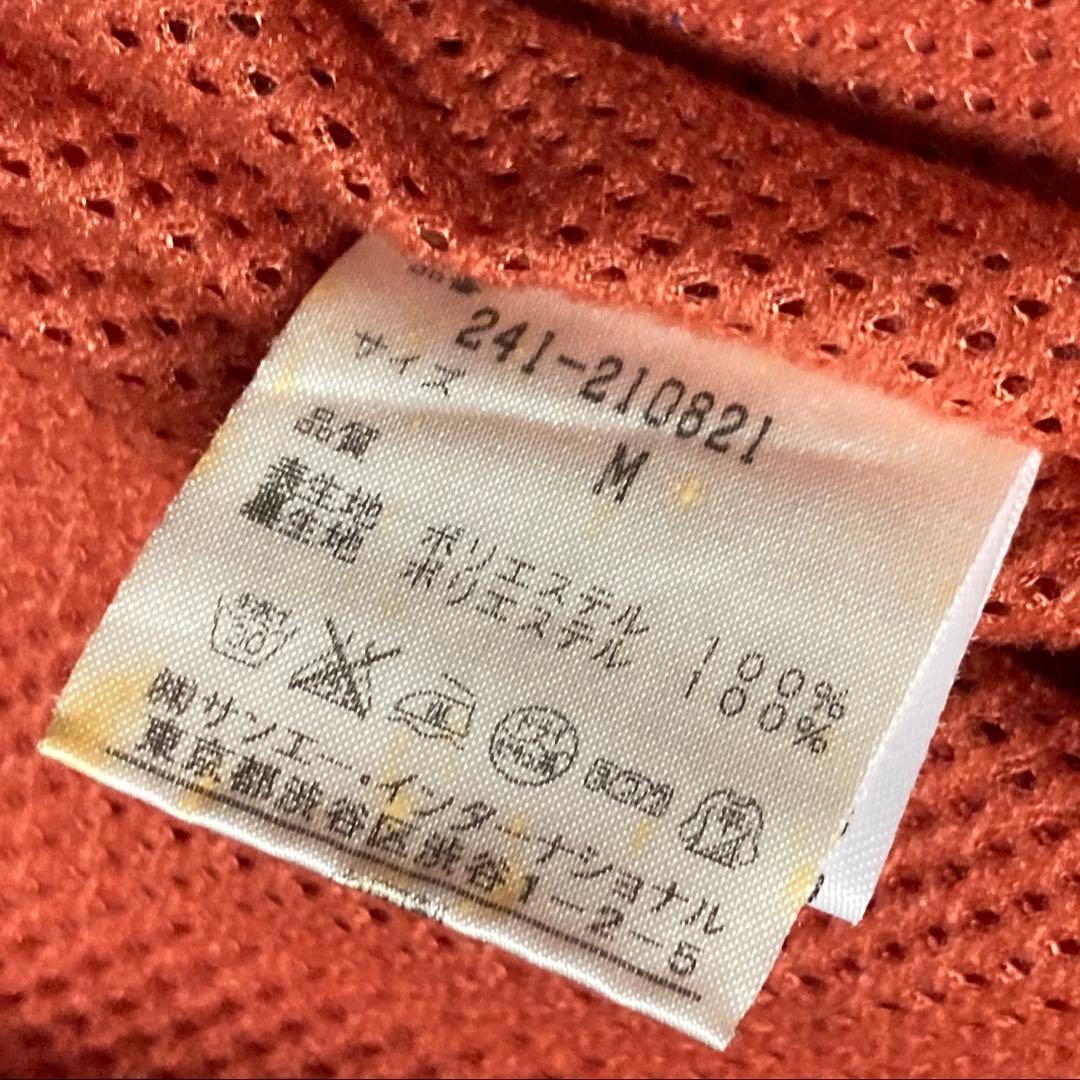 品番
241-210821
サイズ M
品質
表生地 ポリエステル 100%
裏生地 ポリエステル 100%
㈱サンエー・インターナショナル
東京都渋谷区渋谷1-2-5